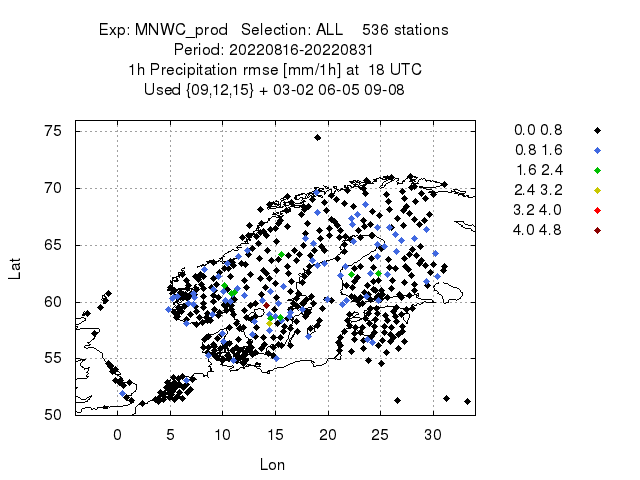 Exp: MNWC_prod Selection: ALL 536 stations
Period: 20220816-20220831
1h Precipitation rmse [mm/1h] at 18 UTC
Used {09,12,15} + 03-02 06-05 09-08
0.0 0.8
0.8 1.6
1.6 2.4
2.4 3.2
3.2 4.0
4.0 4.8
75
70
65
60
55
50
Lat
0 5 10 15 20 25 30
Lon